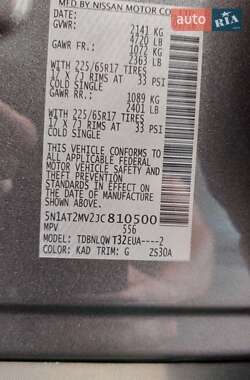 auto RIA
MFD BY NISSAN MOTOR CO
DATE:
GVWR: 2141 KG
4720 LB
GAWR FR.: 1072 KG
2363 LB
WITH 225/65R17 TIRES
17 X 7J RIMS AT 33 PSI
COLD SINGLE
GAWR RR.: 1089 KG
2401 LB
WITH 225/65R17 TIRES
17 X 7J RIMS AT 33 PSI
COLD SINGLE
THIS VEHICLE CONFORMS TO
ALL APPLICABLE FEDERAL
MOTOR VEHICLE SAFETY AND
THEFT PREVENTION
STANDARDS IN EFFECT ON
THE DATE OF MANUFACTURE
SHOWN ABOVE.
5N1AT2MV2JC810500
MPV 556
MODEL: TDBNLQW T32EUA----2
COLOR: KAD TRIM: G ZS30A